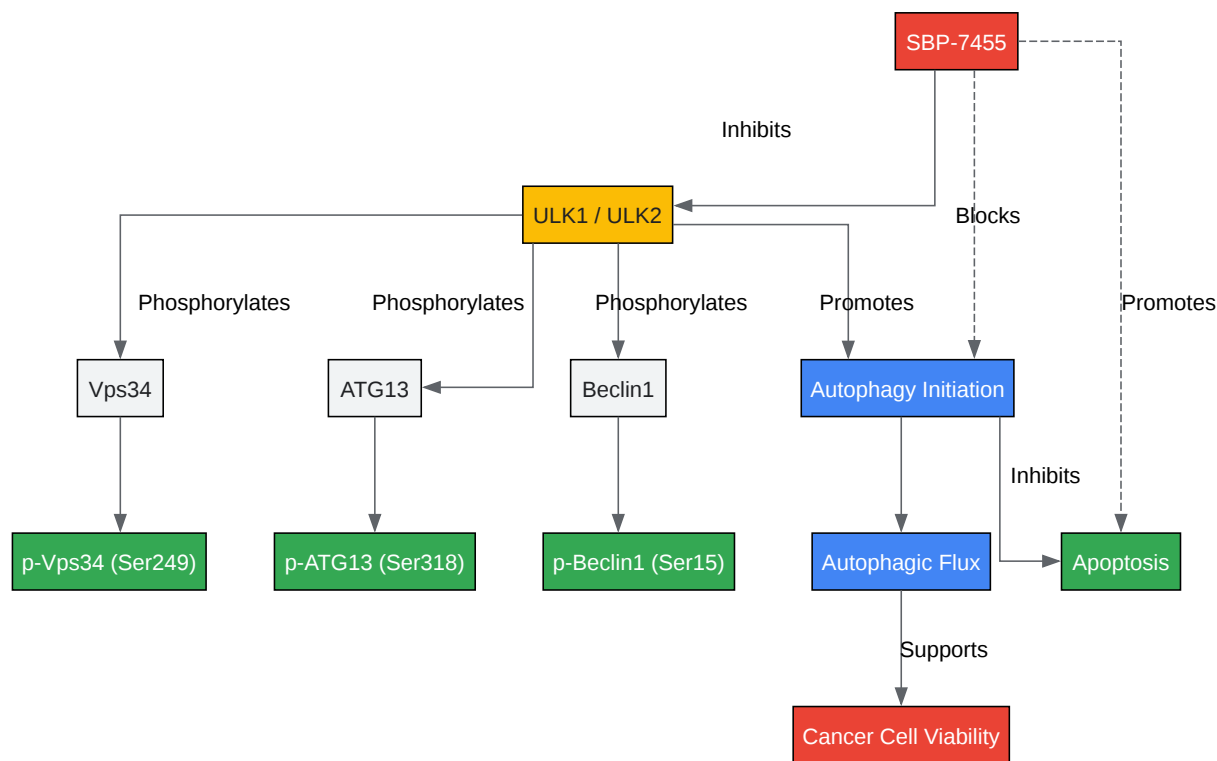 SBP-7455
Inhibits
ULK1 / ULK2
Blocks
Phosphorylates
Phosphorylates
Phosphorylates
Promotes
Promotes
Vps34
ATG13
Beclin1
Autophagy Initiation
Inhibits
p-Vps34 (Ser249)
p-ATG13 (Ser318)
p-Beclin1 (Ser15)
Autophagic Flux
Apoptosis
Supports
Cancer Cell Viability